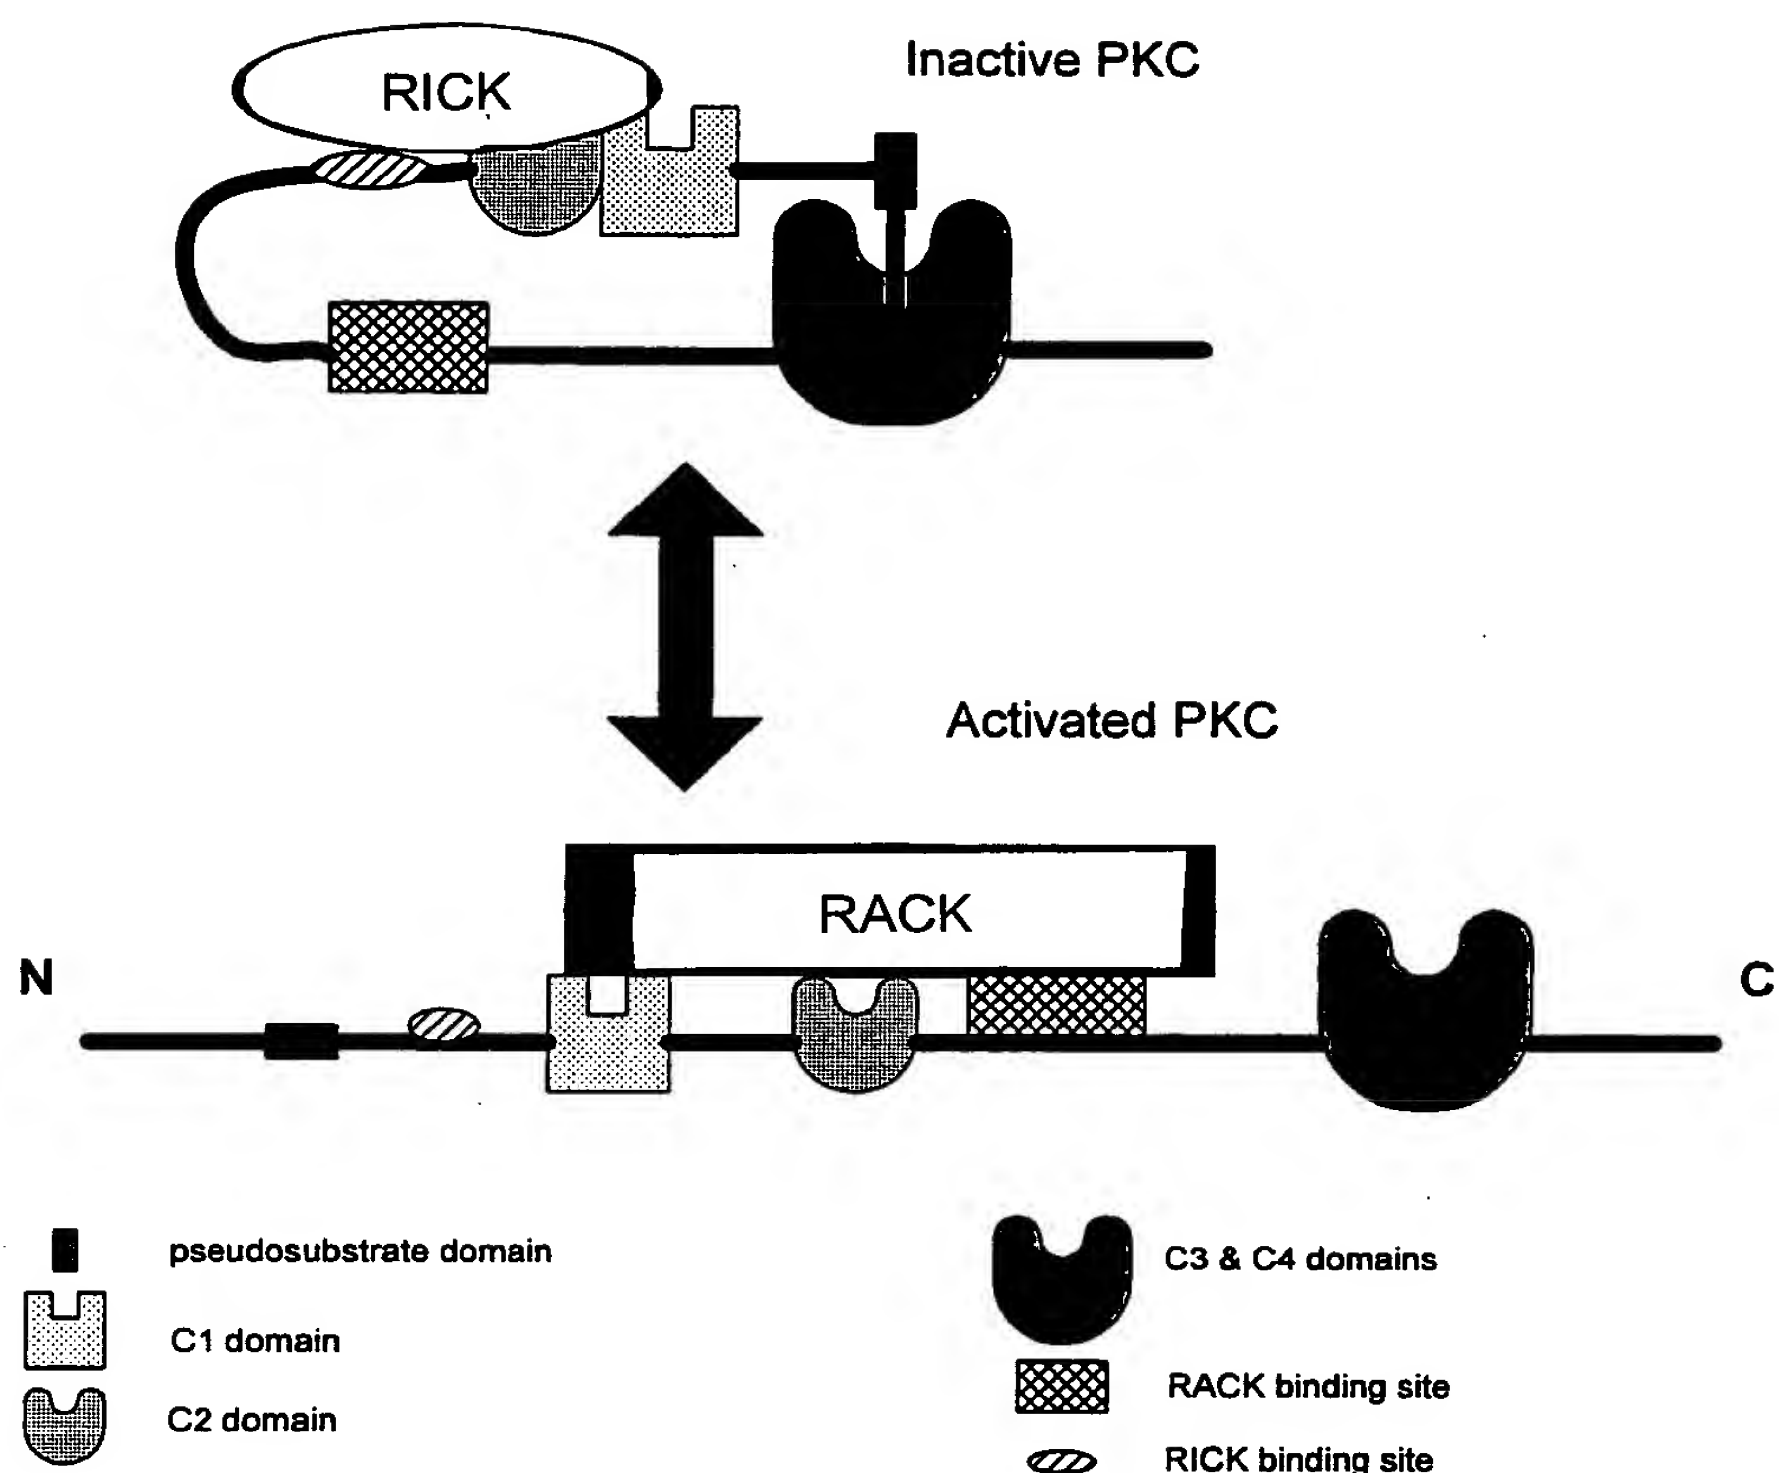 Inactive PKC
RICK
Activated PKC
RACK
N
C
pseudosubstrate domain
C1 domain
C2 domain
C3 & C4 domains
RACK binding site
RICK binding site